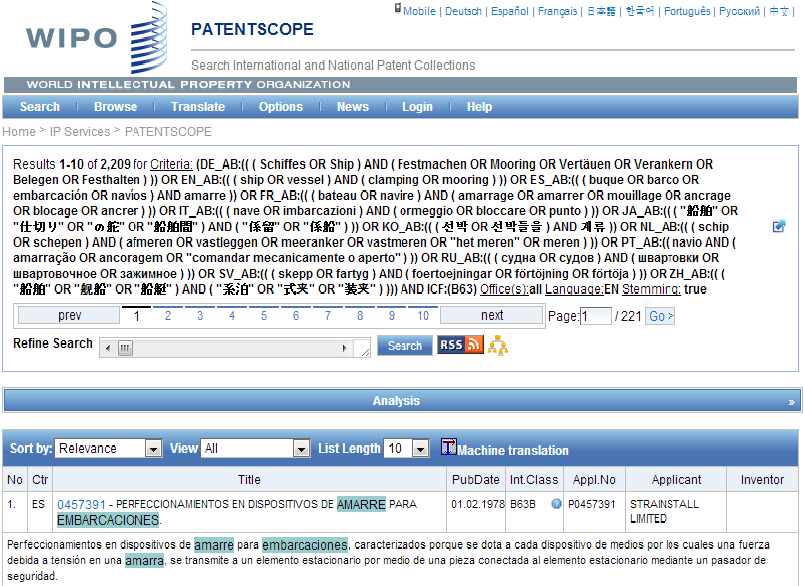 Mobile | Deutsch | Español | Français | 日本語 | 한국어 | Português | Русский | 中文 |
WIPO
PATENTSCOPE
Search International and National Patent Collections
WORLD INTELLECTUAL PROPERTY ORGANIZATION
Search | Browse | Translate | Options | News | Login | Help
Home > IP Services > PATENTSCOPE
Results 1-10 of 2,209 for Criteria: (DE_AB:(( ( Schiffes OR Ship ) AND ( Festmachen OR Mooring OR Vertäuen OR Verankern OR
Belegen OR Festhalten ) )) OR EN_AB:(( ( ship OR vessel ) AND ( clamping OR mooring ) )) OR ES_AB:(( ( buque OR barco OR
embarcación OR navíos ) AND amarre )) OR FR_AB:(( ( bateau OR navire ) AND ( amarrage OR amarrer OR mouillage OR ancrage
OR blocage OR ancrer ) )) OR IT_AB:(( ( nave OR imbarcazioni ) AND ( ormeggio OR bloccare OR punto ) )) OR JA_AB:(( ( "船舶" OR
"仕切り" OR "の舵" OR "船舶間" ) AND ( "係留" OR "係船" ) )) OR KO_AB:(( ( 선박 OR 선박들을 ) AND 계류 )) OR NL_AB:(( ( schip
OR schepen ) AND ( afmeren OR vastleggen OR meeranker OR vastmeren OR "het meren" OR meren ) )) OR PT_AB:(( navio AND (
amarração OR ancoragem OR "comandar mecanicamente o aperto" ) )) OR RU_AB:(( ( судна OR судов ) AND ( швартовки OR
швартовочное OR зажимное ) )) OR SV_AB:(( ( skepp OR fartyg ) AND ( foertoejningar OR förtöjning OR förtöja ) )) OR ZH_AB:(( (
"船舶" OR "舰船" OR "船艇" ) AND ( "系泊" OR "式夹" OR "装夹" ) ))) AND ICF:(B63) Office(s):all Language:EN Stemming: true
prev 1 2 3 4 5 6 7 8 9 10 next Page: 1 / 221 Go >
Refine Search Search RSS
Analysis »
Sort by: Relevance View All List Length 10 Machine translation
No Ctr Title PubDate Int.Class Appl.No Applicant Inventor
1. ES 0457391 - PERFECCIONAMIENTOS EN DISPOSITIVOS DE AMARRE PARA 01.02.1978 B63B P0457391 STRAINSTALL
EMBARCACIONES. LIMITED
Perfeccionamientos en dispositivos de amarre para embarcaciones, caracterizados porque se dota a cada dispositivo de medios por los cuales una fuerza
debida a tensión en una amarra, se transmite a un elemento estacionario por medio de una pieza conectada al elemento estacionario mediante un pasador de
seguridad.